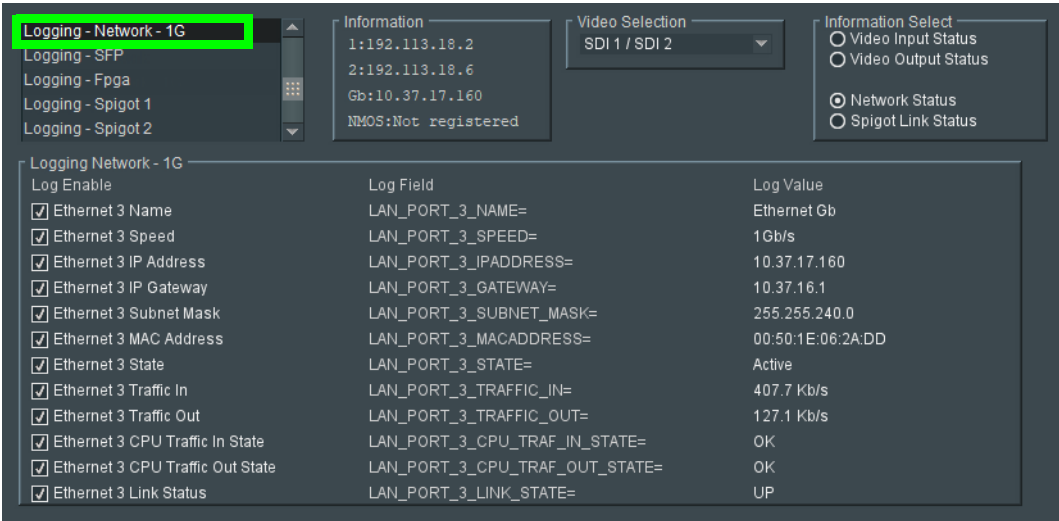 Logging - Network - 1G
Logging - SFP
Logging - Fpga
Logging - Spigot 1
Logging - Spigot 2
Information
1:192.113.18.2
2:192.113.18.6
Gb:10.37.17.160
NMOS:Not registered
Video Selection
SDI 1 / SDI 2
Information Select
Video Input Status
Video Output Status
Network Status
Spigot Link Status
Logging Network - 1G
Log Enable Log Field Log Value
Ethernet 3 Name LAN_PORT_3_NAME= Ethernet Gb
Ethernet 3 Speed LAN_PORT_3_SPEED= 1Gb/s
Ethernet 3 IP Address LAN_PORT_3_IPADDRESS= 10.37.17.160
Ethernet 3 IP Gateway LAN_PORT_3_GATEWAY= 10.37.16.1
Ethernet 3 Subnet Mask LAN_PORT_3_SUBNET_MASK= 255.255.240.0
Ethernet 3 MAC Address LAN_PORT_3_MACADDRESS= 00:50:1E:06:2A:DD
Ethernet 3 State LAN_PORT_3_STATE= Active
Ethernet 3 Traffic In LAN_PORT_3_TRAFFIC_IN= 407.7 Kb/s
Ethernet 3 Traffic Out LAN_PORT_3_TRAFFIC_OUT= 127.1 Kb/s
Ethernet 3 CPU Traffic In State LAN_PORT_3_CPU_TRAF_IN_STATE= OK
Ethernet 3 CPU Traffic Out State LAN_PORT_3_CPU_TRAF_OUT_STATE= OK
Ethernet 3 Link Status LAN_PORT_3_LINK_STATE= UP